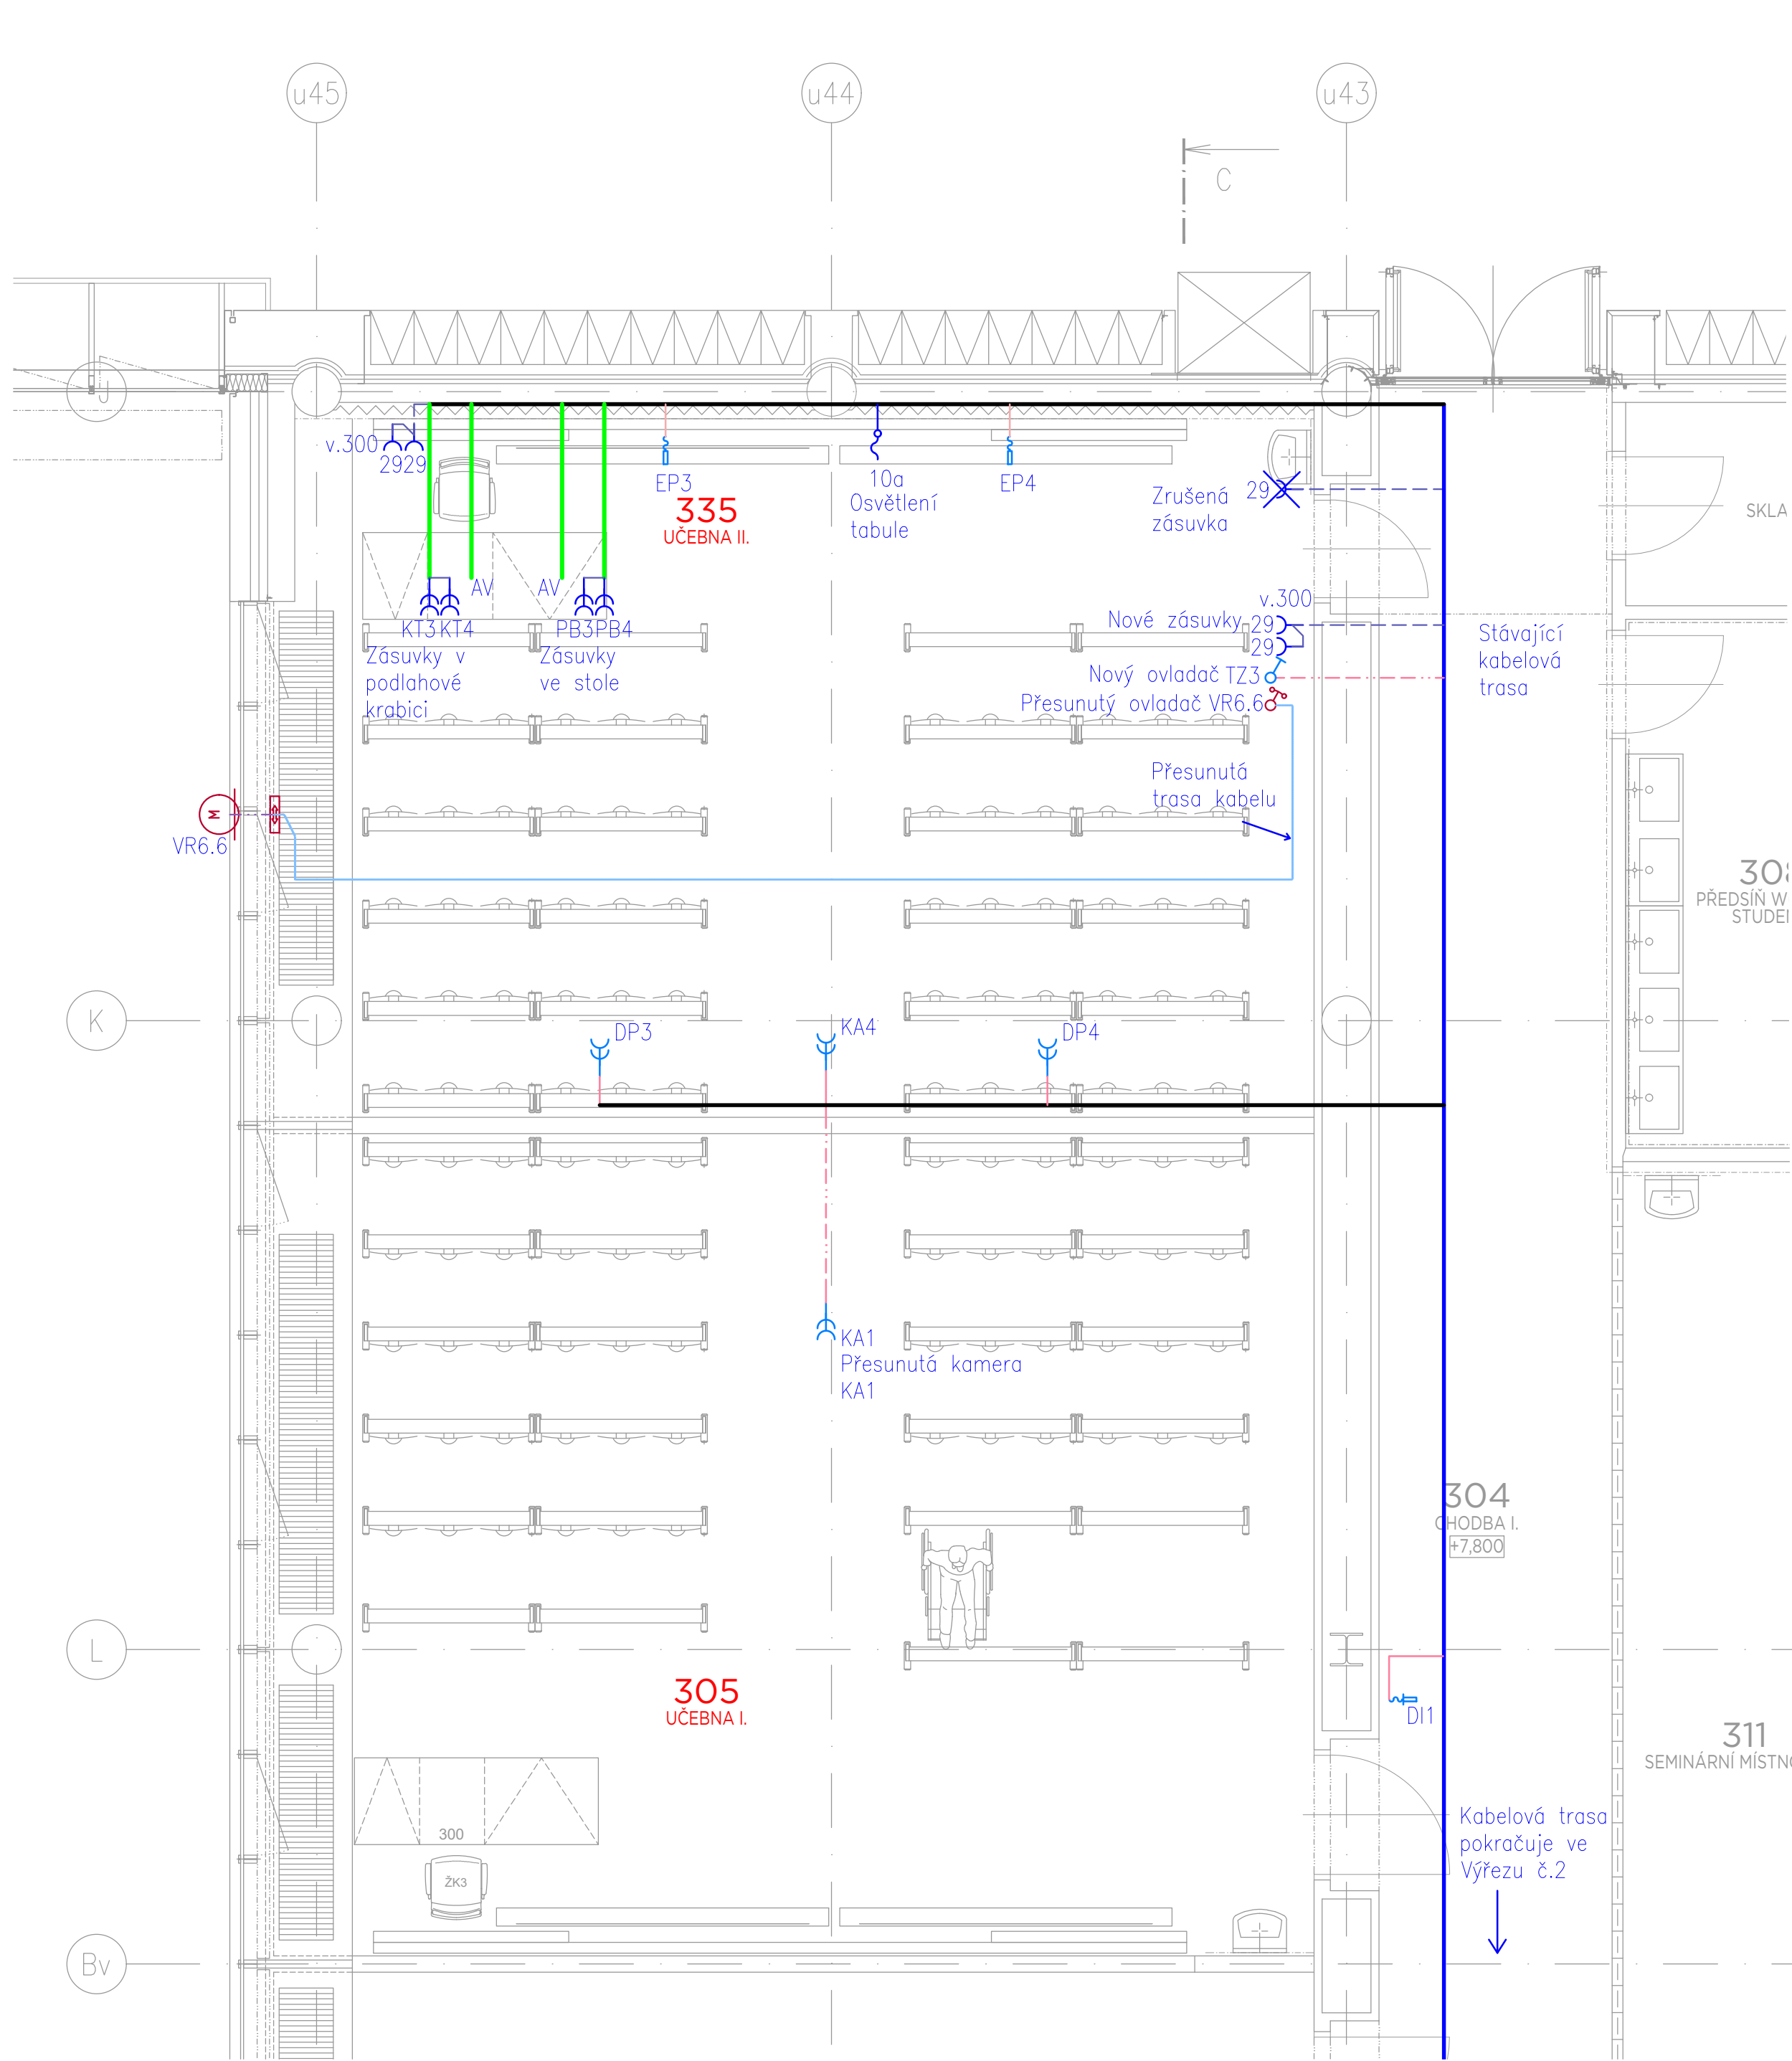 u45
u44
u43
C
J
v.300
2929
EP3
10a
Osvětlení
tabule
EP4
Zrušená
zásuvka
29
SKLA
335
UČEBNA II.
AV
AV
KT3KT4
PB3PB4
Zásuvky v
podlahové
krabici
Zásuvky
ve stole
v.300
Nové zásuvky
29
29
Nový ovladač TZ3
Přesunutý ovladač VR6.6
Stávající
kabelová
trasa
Přesunutá
trasa kabelu
M
VR6.6
PŘEDSÍŇ W
K
DP3
KA4
DP4
KA1
Přesunutá kamera
KA1
304
CHODBA I.
+7,800
L
305
UČEBNA I.
DI1
311
SEMINÁRNÍ
300
ŽK3
Kabelová trasa
pokračuje ve
Výřezu č.2
Bv